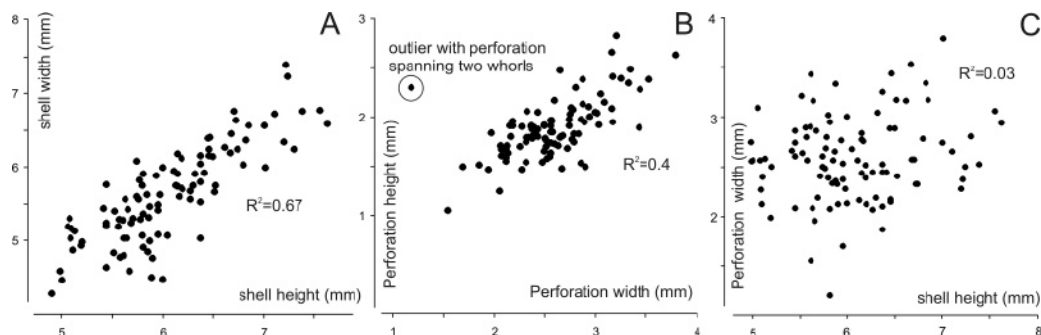 A
shell width (mm)
8
7
6
5
R²=0.67
shell height (mm)
5
6
7
B
Perforation height (mm)
3
2
1
outlier with perforation
spanning two whorls
R²=0.4
Perforation width (mm)
1
2
3
4
C
Perforation width (mm)
4
3
2
R²=0.03
shell height (mm)
5
6
7
8